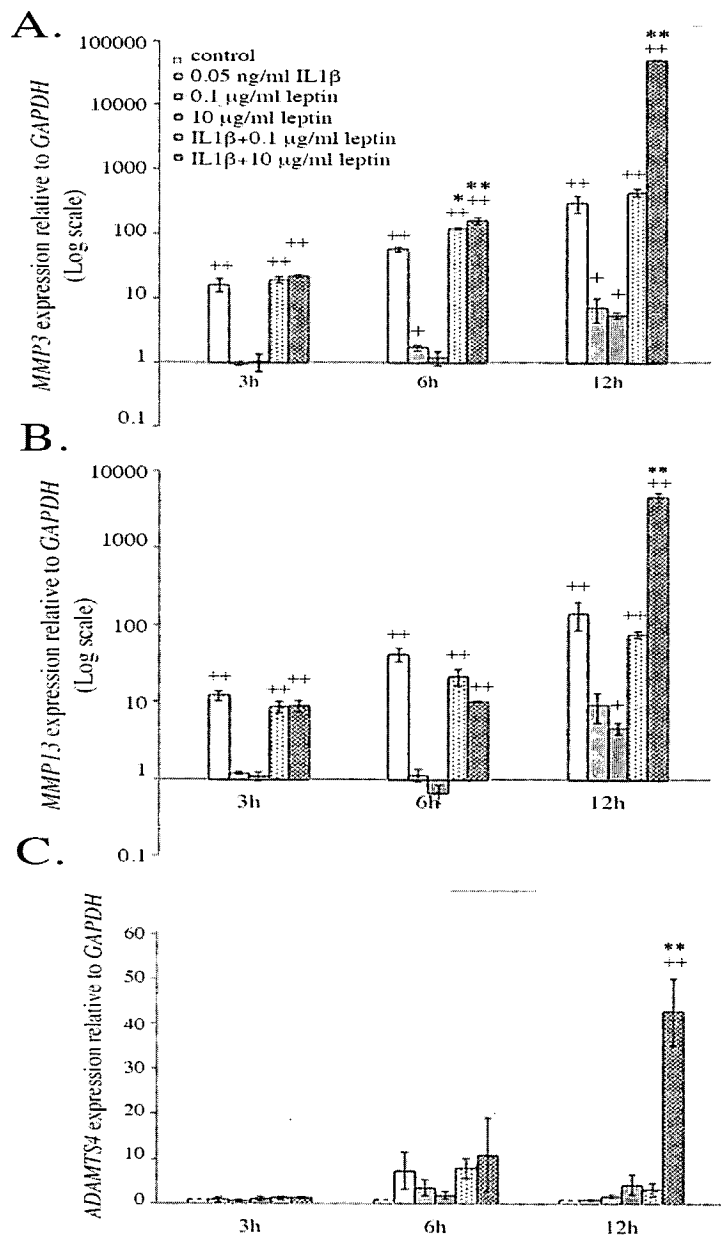 A.
MMP3 expression relative to GAPDH
(Log scale)
100000
10000
1000
100
10
1
0.1
control
0.05 ng/ml IL1β
0.1 µg/ml leptin
10 µg/ml leptin
IL1β+0.1 µg/ml leptin
IL1β+10 µg/ml leptin
++
++
++
++
+
*
++
**
++
++
+
+
++
**
++
3h
6h
12h
B.
MMP13 expression relative to GAPDH
(Log scale)
10000
1000
100
10
1
0.1
++
++
++
++
++
++
++
+
++
**
++
3h
6h
12h
C.
ADAMTS4 expression relative to GAPDH
60
50
40
30
20
10
0
**
++
3h
6h
12h